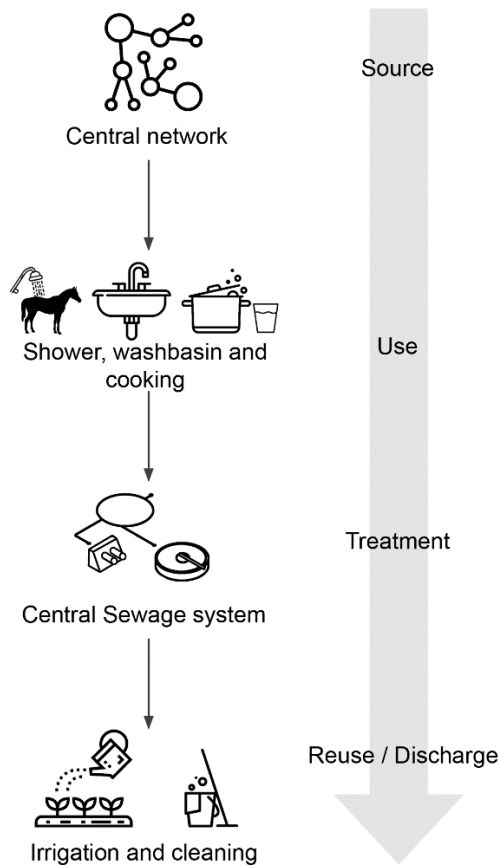 Source
Central network
Shower, washbasin and
cooking
Use
Treatment
Central Sewage system
Reuse / Discharge
Irrigation and cleaning